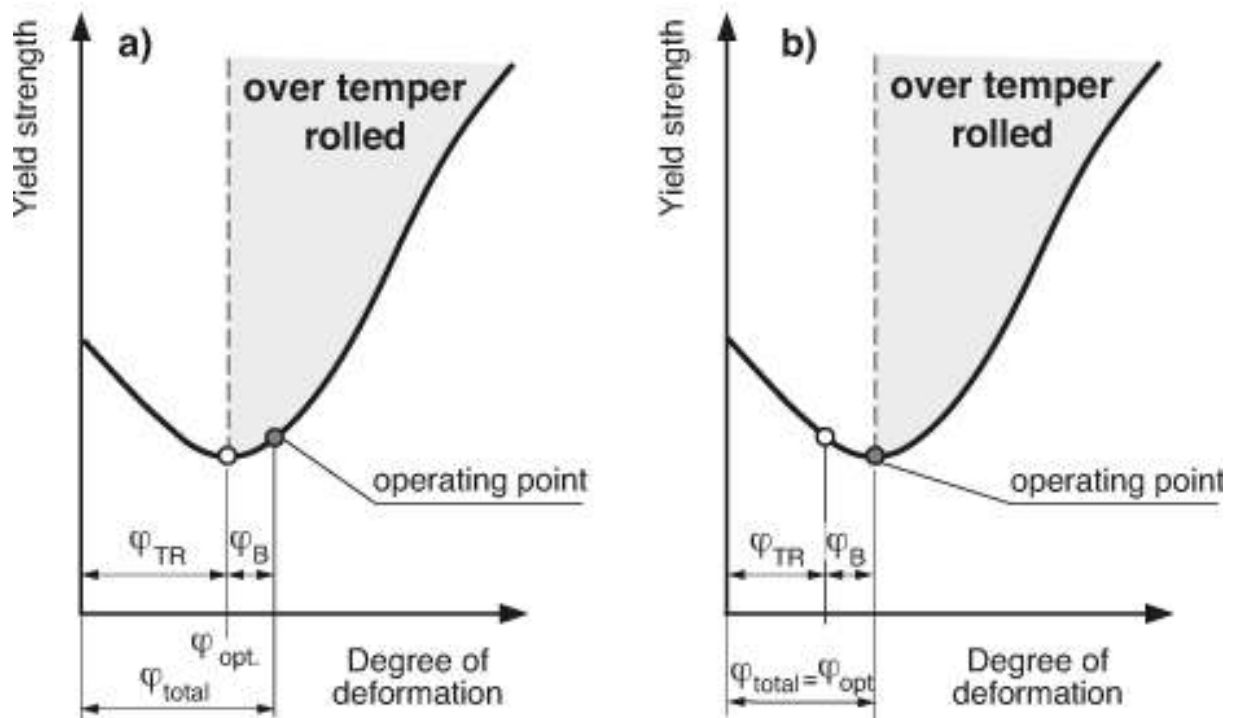 a)
over temper
rolled
Yield strength
operating point
φTR
φB
φopt.
φtotal
Degree of
deformation
b)
over temper
rolled
Yield strength
operating point
φTR
φB
φtotal=φopt
Degree of
deformation